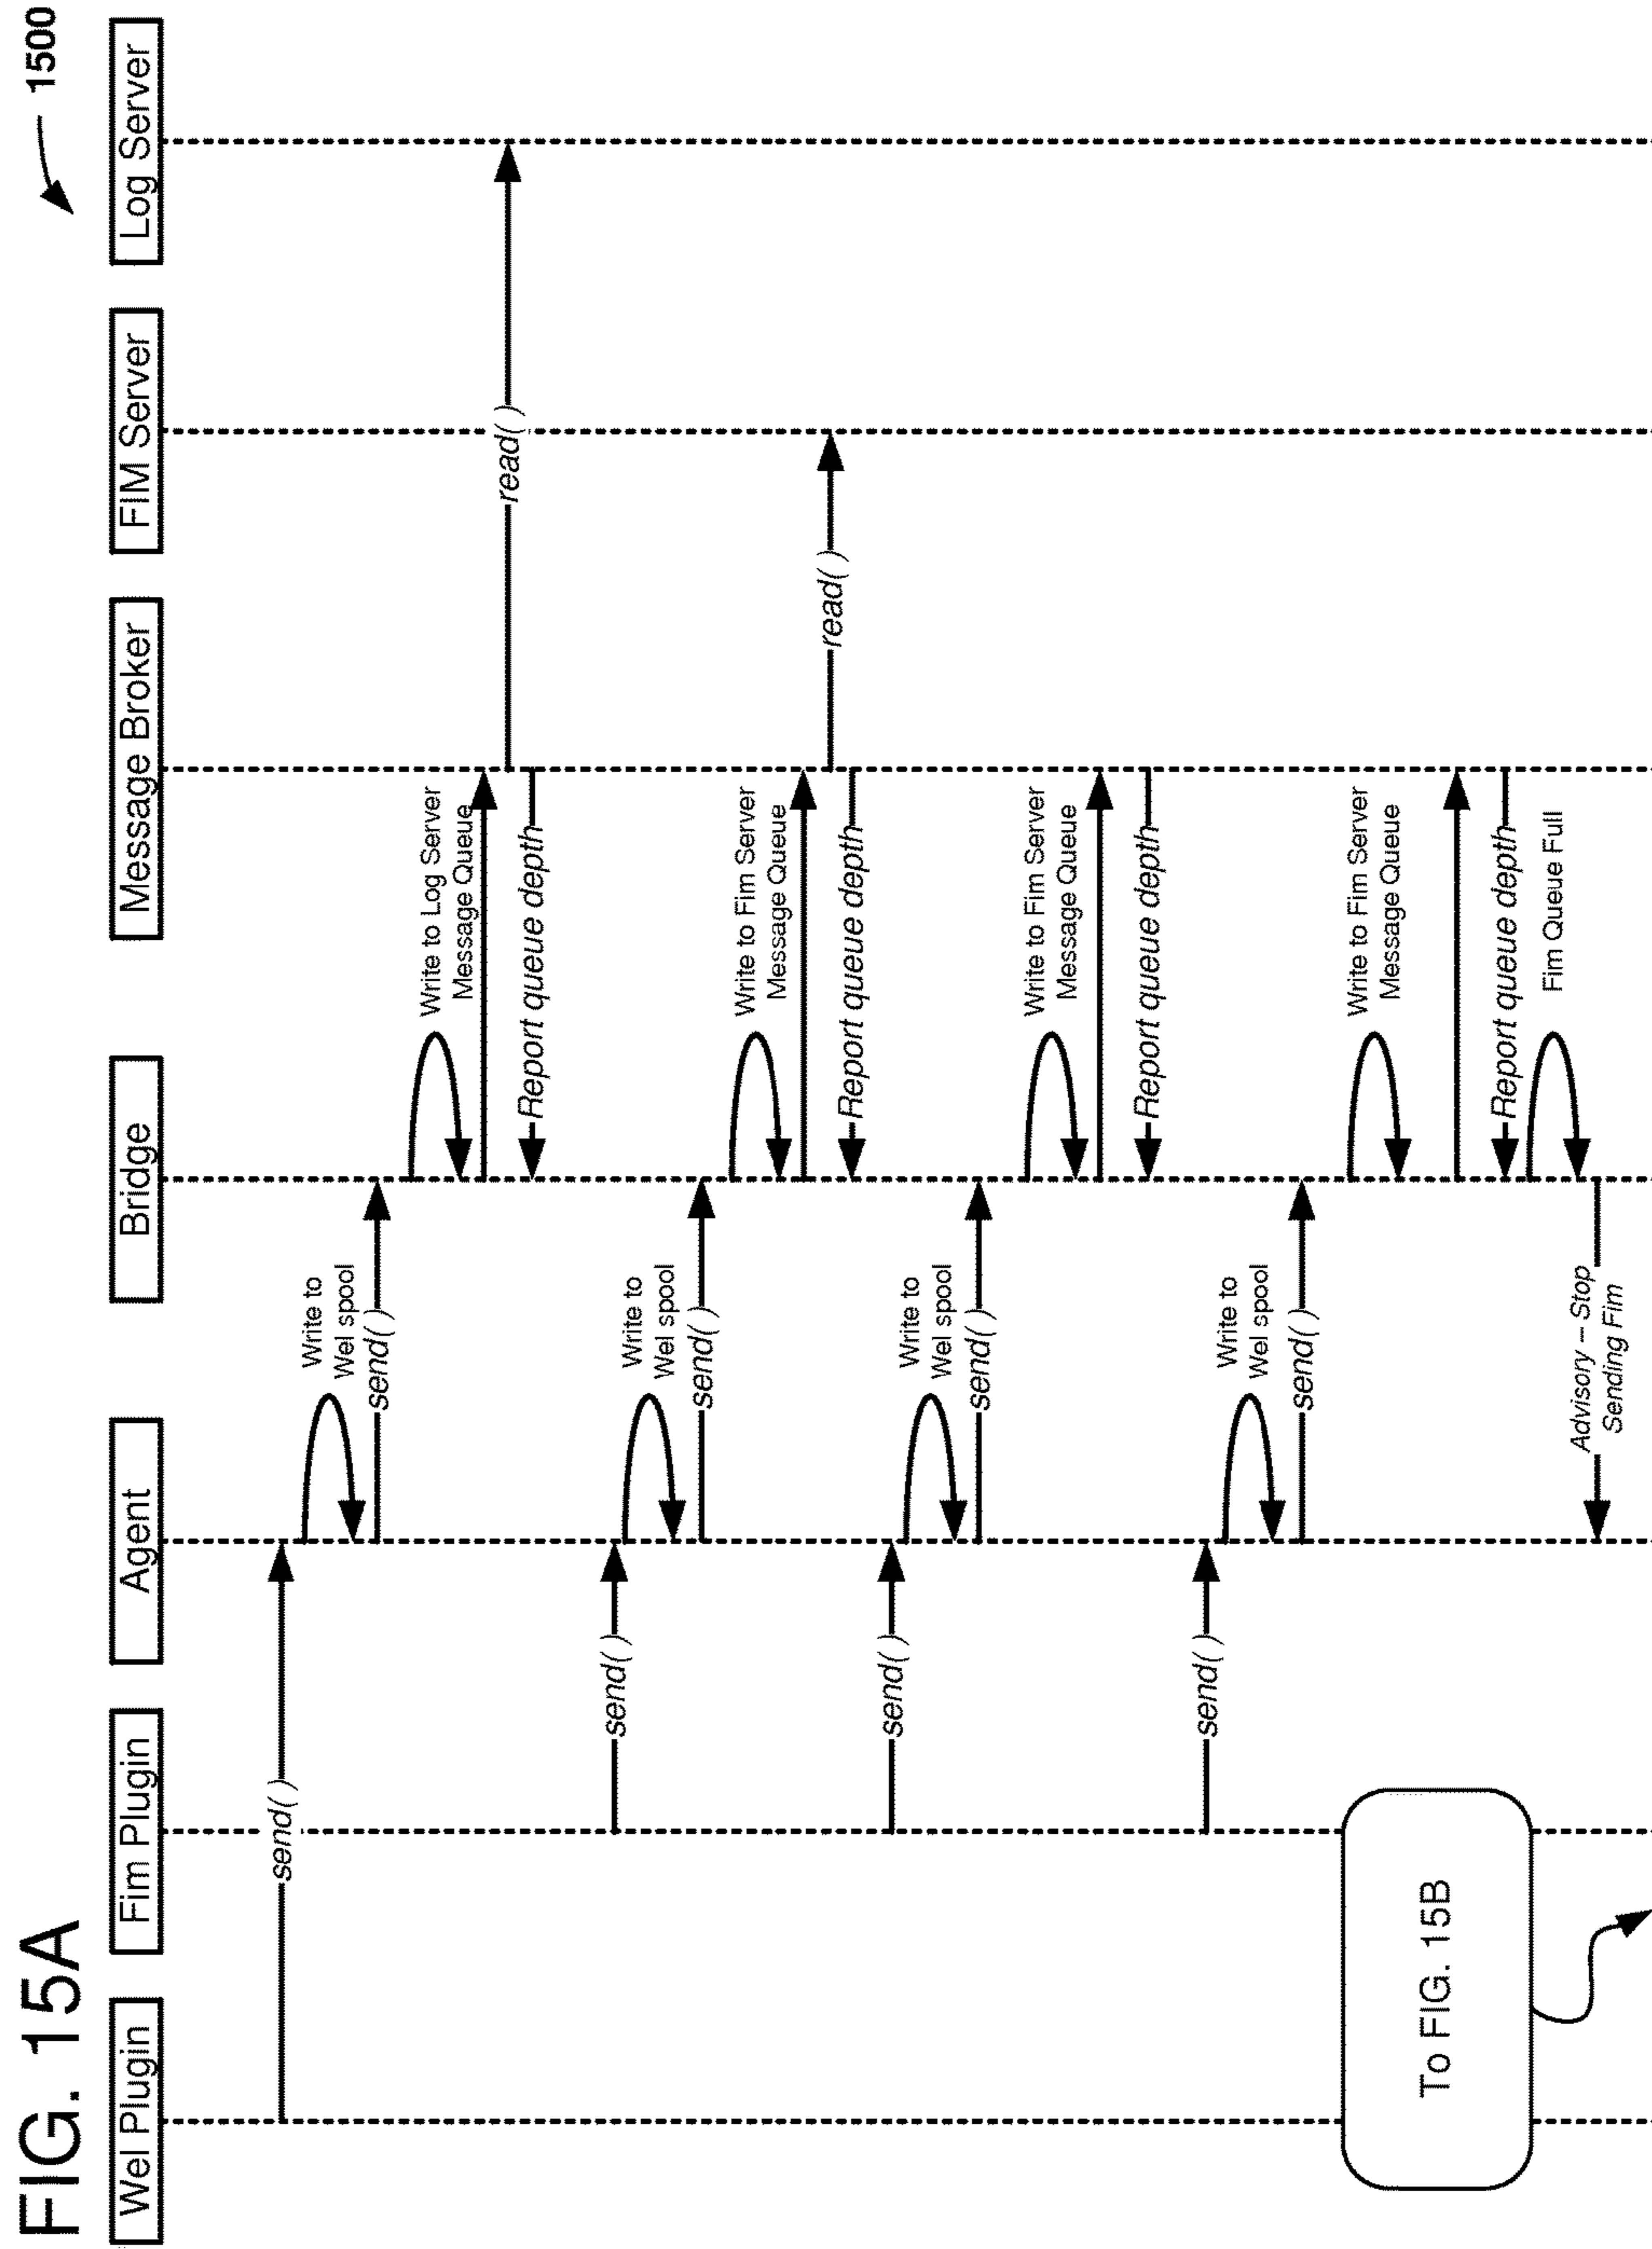 FIG. 15A
1500
Wel Plugin
Fim Plugin
Agent
Bridge
Message Broker
FIM Server
Log Server
send( )
Write to
Wel spool
send( )
Write to Log Server
Message Queue
read( )
Report queue depth
send( )
Write to
Wel spool
send( )
Write to Fim Server
Message Queue
read( )
Report queue depth
send( )
Write to
Wel spool
send( )
Write to Fim Server
Message Queue
Report queue depth
send( )
Write to
Wel spool
send( )
Write to Fim Server
Message Queue
Report queue depth
Fim Queue Full
Advisory – Stop
Sending Fim
To FIG. 15B